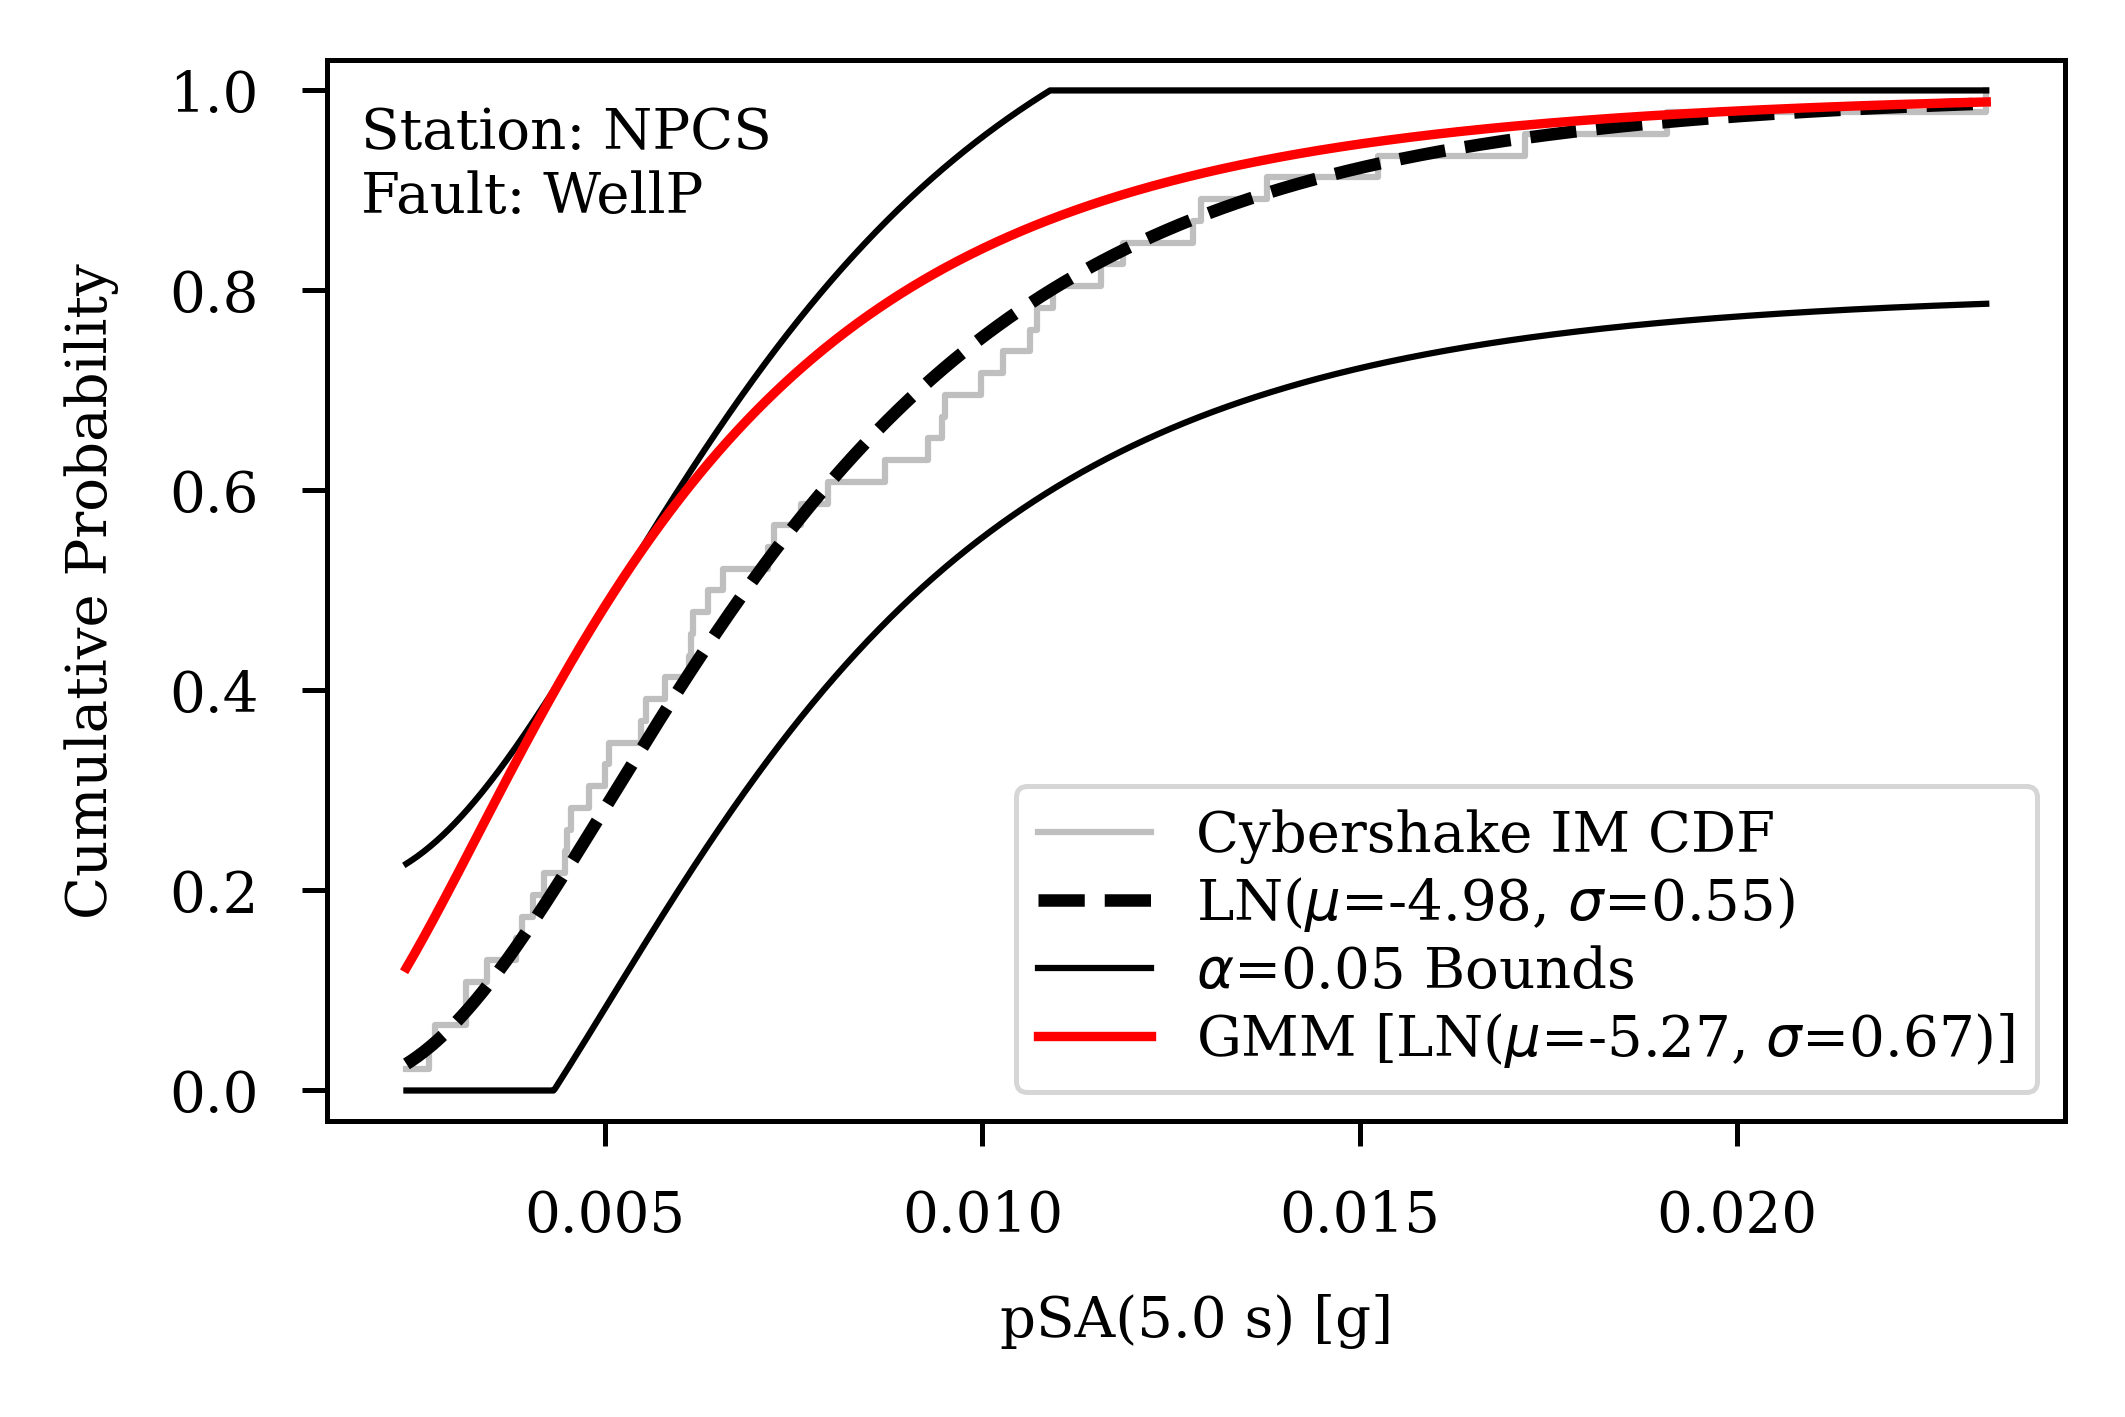 Station: NPCS
Fault: WellP
Cumulative Probability
1.0
0.8
0.6
0.4
0.2
0.0
Cybershake IM CDF
LN(μ=-4.98, σ=0.55)
α=0.05 Bounds
GMM [LN(μ=-5.27, σ=0.67)]
0.005 0.010 0.015 0.020
pSA(5.0 s) [g]